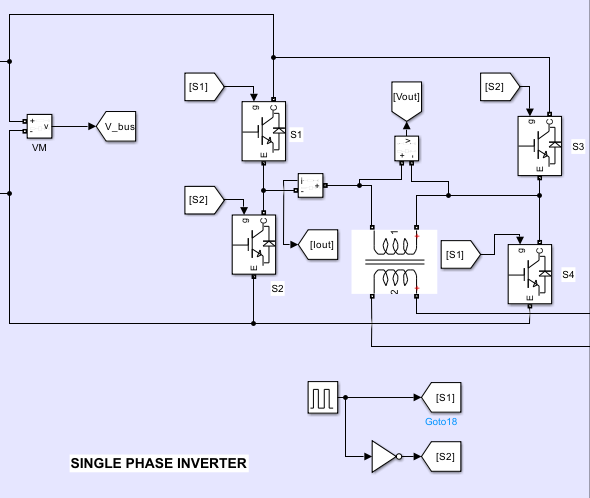 [S1]
g
C
S1
E
[Vout]
v
+ -
[S2]
g
C
S3
E
+
-
v
V_bus
VM
[S2]
i
+
-
g
C
E
S2
[Iout]
1
+
2
+
[S1]
g
C
S4
E
[S1]
Goto18
[S2]
SINGLE PHASE INVERTER